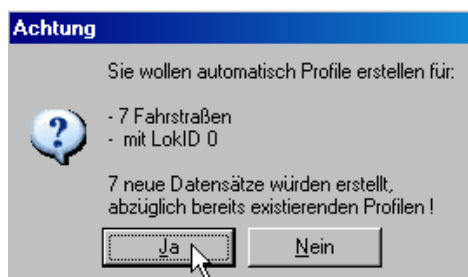 Achtung
Sie wollen automatisch Profile erstellen für:
- 7 Fahrstraßen
- mit LokID 0
7 neue Datensätze würden erstellt,
abzüglich bereits existierenden Profilen !
Ja Nein